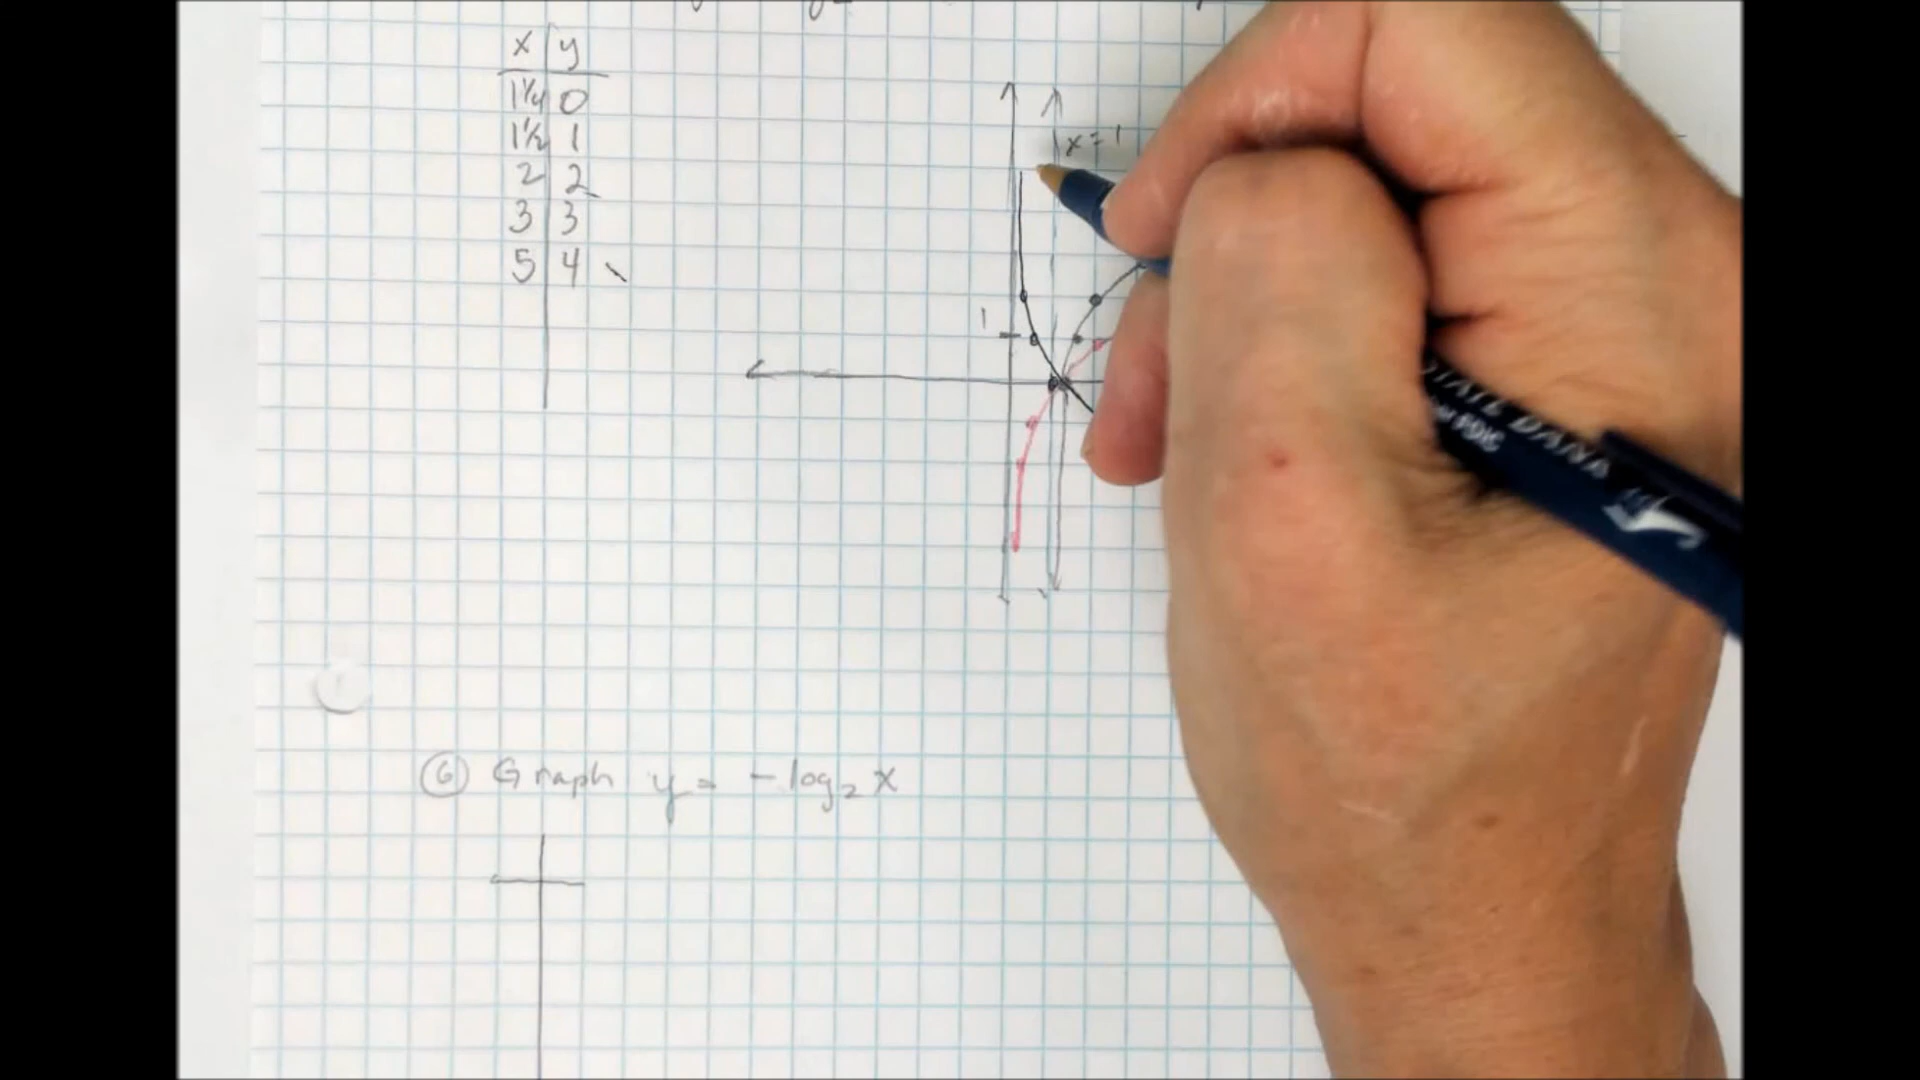 x y
1¼ 0
1½ 1
2 2
3 3
5 4
x = 1
1
⑥ Graph y = -log₂ x